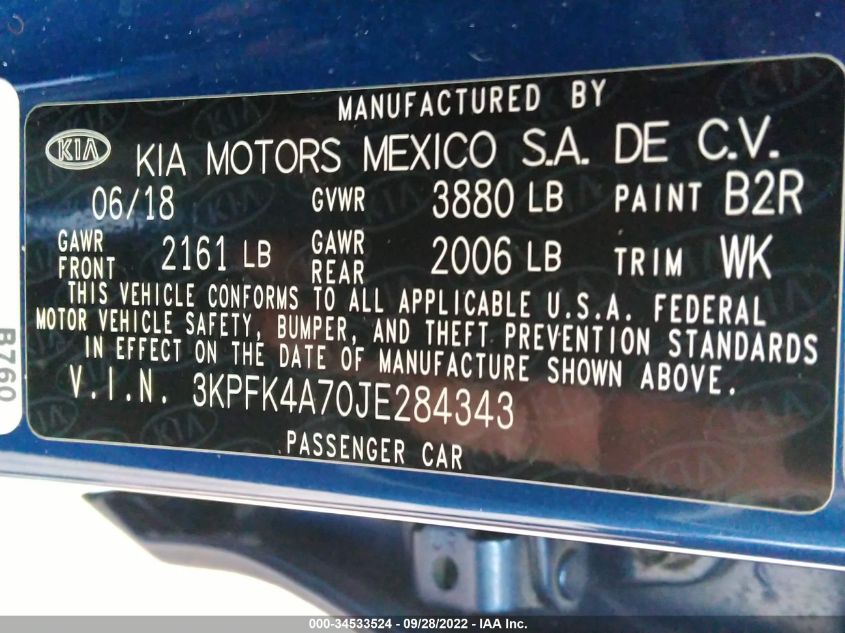 MANUFACTURED BY
KIA KIA MOTORS MEXICO S.A. DE C.V.
06/18 GVWR 3880 LB PAINT B2R
GAWR FRONT 2161 LB GAWR REAR 2006 LB TRIM WK
THIS VEHICLE CONFORMS TO ALL APPLICABLE U.S.A. FEDERAL
MOTOR VEHICLE SAFETY, BUMPER, AND THEFT PREVENTION STANDARDS
IN EFFECT ON THE DATE OF MANUFACTURE SHOWN ABOVE.
V.I.N. 3KPFK4A70JE284343
PASSENGER CAR
B760
000-34533524 / 09/28/2022 - © IAA Inc.